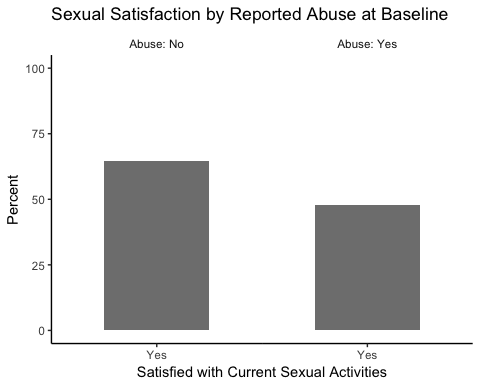 Sexual Satisfaction by Reported Abuse at Baseline
Abuse: No
Abuse: Yes
100
75
50
25
0
Percent
Yes
Yes
Satisfied with Current Sexual Activities